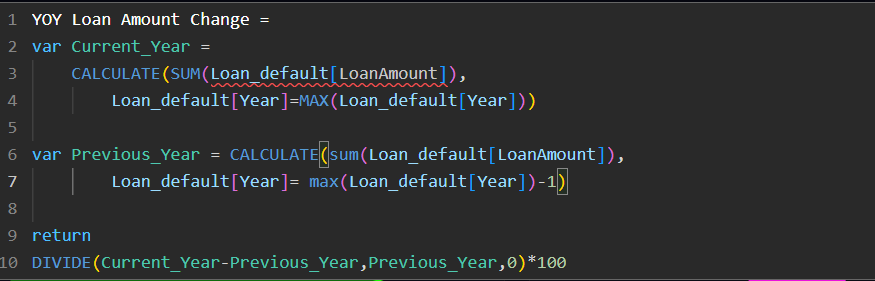 1 YOY Loan Amount Change =
2 var Current_Year =
3 CALCULATE(SUM(Loan_default[LoanAmount]),
4 Loan_default[Year]=MAX(Loan_default[Year]))
5
6 var Previous_Year = CALCULATE(sum(Loan_default[LoanAmount]),
7 Loan_default[Year]= max(Loan_default[Year])-1)
8
9 return
10 DIVIDE(Current_Year-Previous_Year,Previous_Year,0)*100